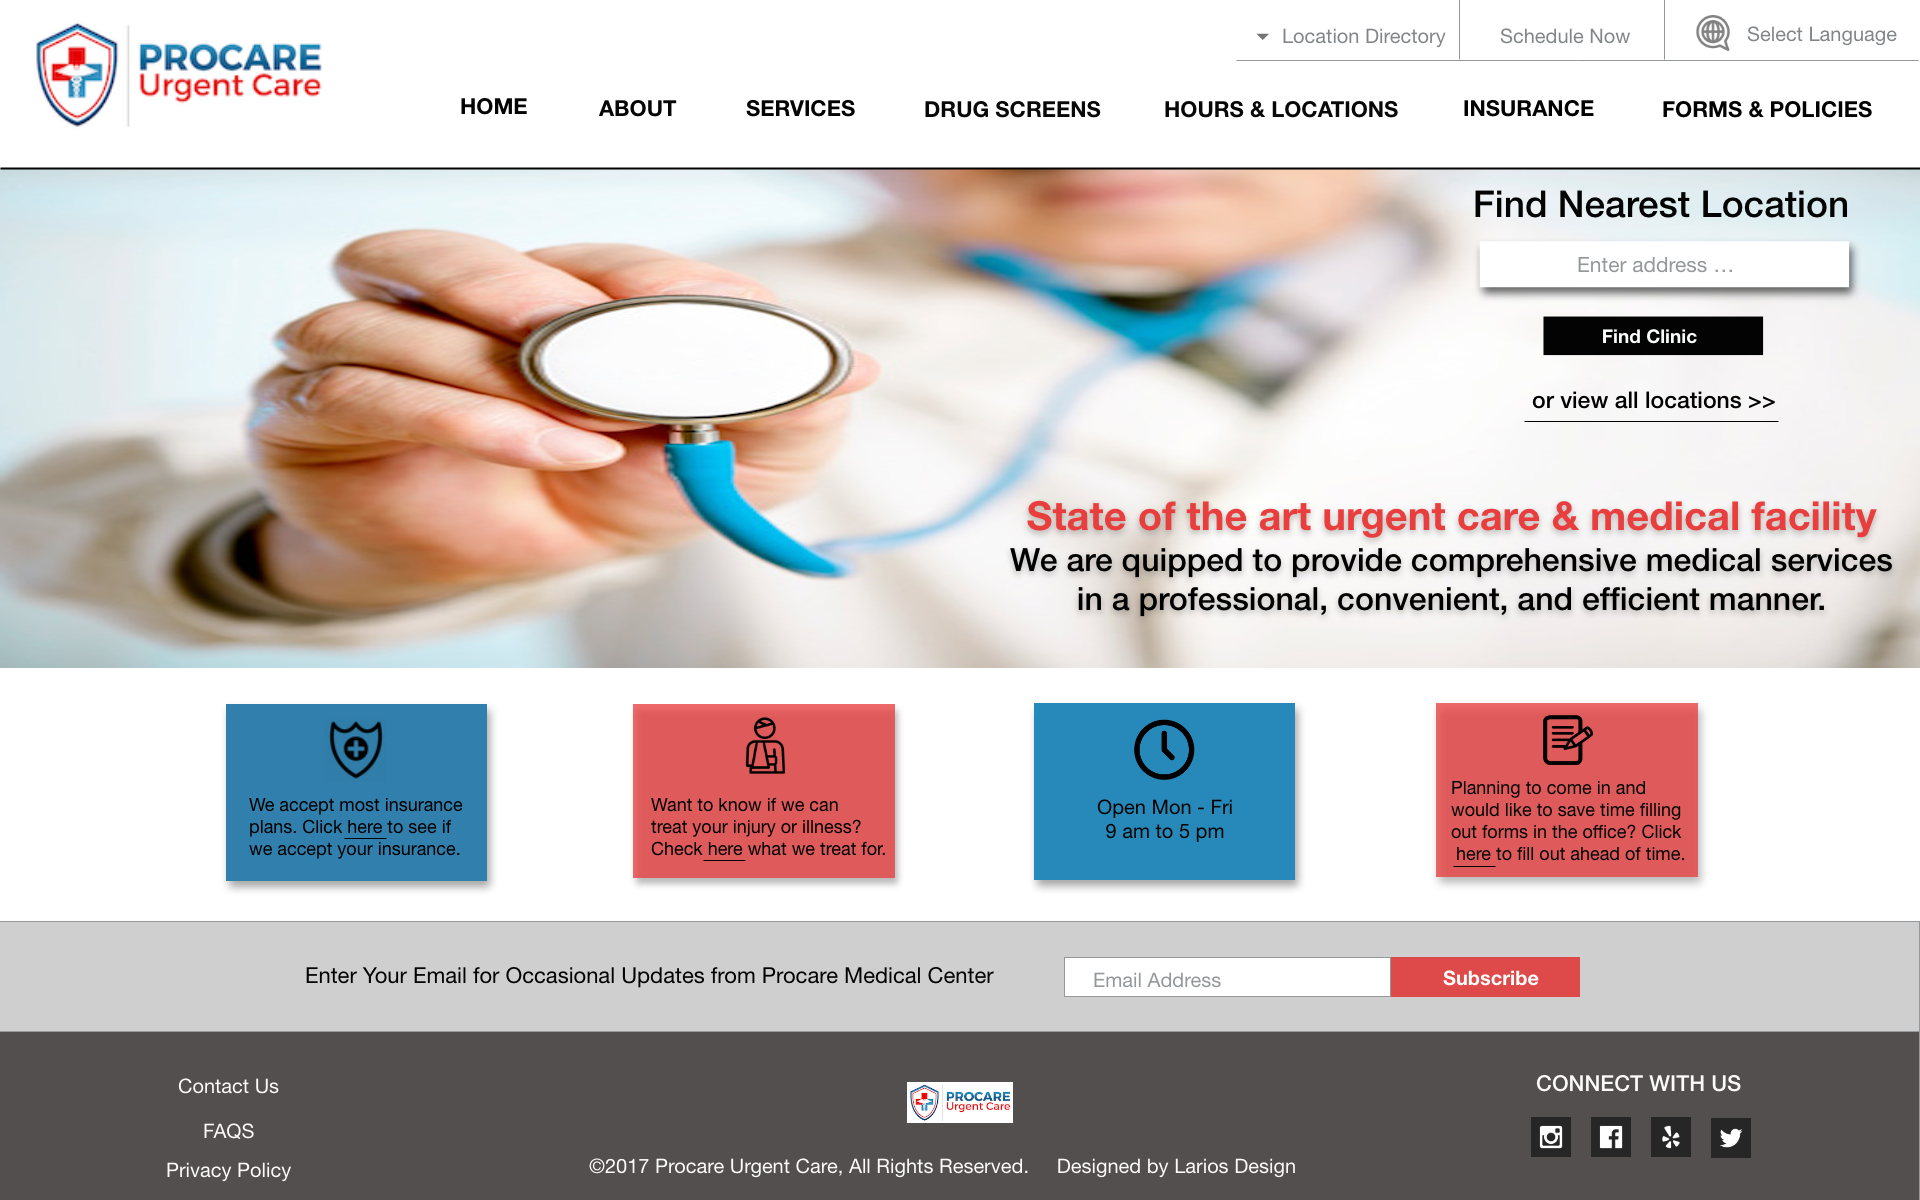 PROCARE
Urgent Care
Location Directory
Schedule Now
Select Language
HOME
ABOUT
SERVICES
DRUG SCREENS
HOURS & LOCATIONS
INSURANCE
FORMS & POLICIES
Find Nearest Location
Enter address ...
Find Clinic
or view all locations >>
State of the art urgent care & medical facility
We are quipped to provide comprehensive medical services
in a professional, convenient, and efficient manner.
We accept most insurance
plans. Click here to see if
we accept your insurance.
Want to know if we can
treat your injury or illness?
Check here what we treat for.
Open Mon - Fri
9 am to 5 pm
Planning to come in and
would like to save time filling
out forms in the office? Click
here to fill out ahead of time.
Enter Your Email for Occasional Updates from Procare Medical Center
Email Address
Subscribe
Contact Us
FAQS
Privacy Policy
PROCARE
Urgent Care
©2017 Procare Urgent Care, All Rights Reserved.
Designed by Larios Design
CONNECT WITH US